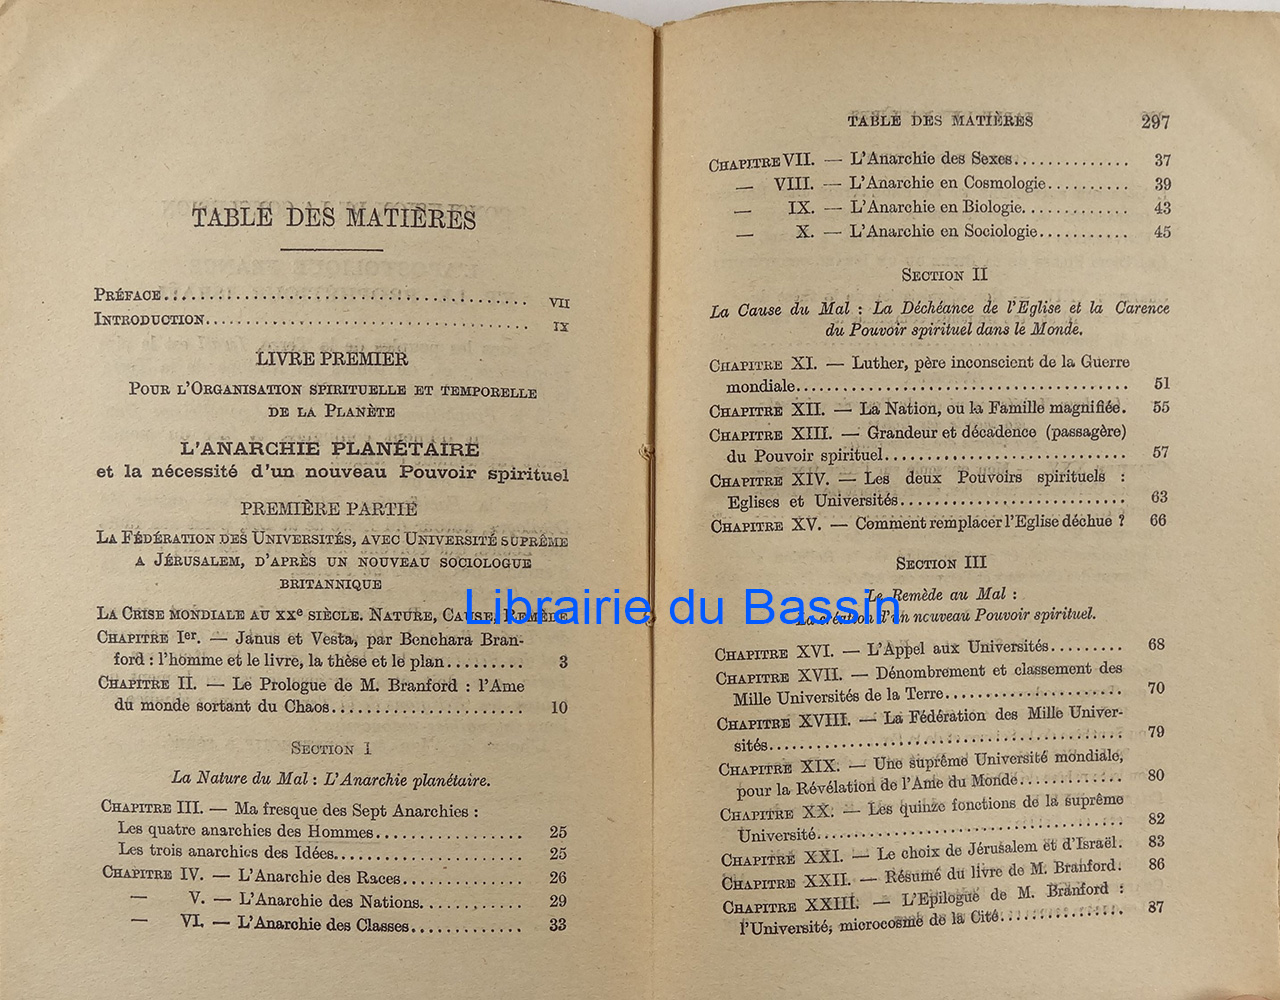 TABLE DES MATIÈRES
PRÉFACE........................................ VII
INTRODUCTION................................... IX
LIVRE PREMIER
POUR L'ORGANISATION SPIRITUELLE ET TEMPORELLE
DE LA PLANÈTE
L'ANARCHIE PLANÉTAIRE
et la nécessité d'un nouveau Pouvoir spirituel
PREMIÈRE PARTIE
LA FÉDÉRATION DES UNIVERSITÉS, AVEC UNIVERSITÉ SUPRÊME
A JÉRUSALEM, D'APRÈS UN NOUVEAU SOCIOLOGUE
BRITANNIQUE
LA CRISE MONDIALE AU XXe SIÈCLE. NATURE, CAUSE, REMÈDE
CHAPITRE Ier. — Janus et Vesta, par Benchara Bran-
ford : l'homme et le livre, la thèse et le plan......... 3
CHAPITRE II. — Le Prologue de M. Branford : l'Ame
du monde sortant du Chaos...................... 10
SECTION I
La Nature du Mal : L'Anarchie planétaire.
CHAPITRE III. — Ma fresque des Sept Anarchies :
Les quatre anarchies des Hommes................. 25
Les trois anarchies des Idées..................... 25
CHAPITRE IV. — L'Anarchie des Races.............. 26
— V. — L'Anarchie des Nations............ 29
— VI. — L'Anarchie des Classes............. 33
TABLE DES MATIÈRES 297
CHAPITRE VII. — L'Anarchie des Sexes.............. 37
— VIII. — L'Anarchie en Cosmologie.......... 39
— IX. — L'Anarchie en Biologie............. 43
— X. — L'Anarchie en Sociologie........... 45
SECTION II
La Cause du Mal : La Déchéance de l'Eglise et la Carence
du Pouvoir spirituel dans le Monde.
CHAPITRE XI. — Luther, père inconscient de la Guerre
mondiale...................................... 51
CHAPITRE XII. — La Nation, ou la Famille magnifiée. 55
CHAPITRE XIII. — Grandeur et décadence (passagère)
du Pouvoir spirituel............................ 57
CHAPITRE XIV. — Les deux Pouvoirs spirituels :
Eglises et Universités........................... 63
CHAPITRE XV. — Comment remplacer l'Eglise déchue ? 66
SECTION III
Le Remède au Mal :
La création d'un nouveau Pouvoir spirituel.
Librairie du Bassin
CHAPITRE XVI. — L'Appel aux Universités......... 68
CHAPITRE XVII. — Dénombrement et classement des
Mille Universités de la Terre..................... 70
CHAPITRE XVIII. — La Fédération des Mille Univer-
sités......................................... 79
CHAPITRE XIX. — Une suprême Université mondiale,
pour la Révélation de l'Ame du Monde............. 80
CHAPITRE XX. — Les quinze fonctions de la suprême
Université.................................... 82
CHAPITRE XXI. — Le choix de Jérusalem et d'Israël. 83
CHAPITRE XXII. — Résumé du livre de M. Branford. 86
CHAPITRE XXIII. — L'Epilogue de M. Branford :
l'Université, microcosme de la Cité................ 87